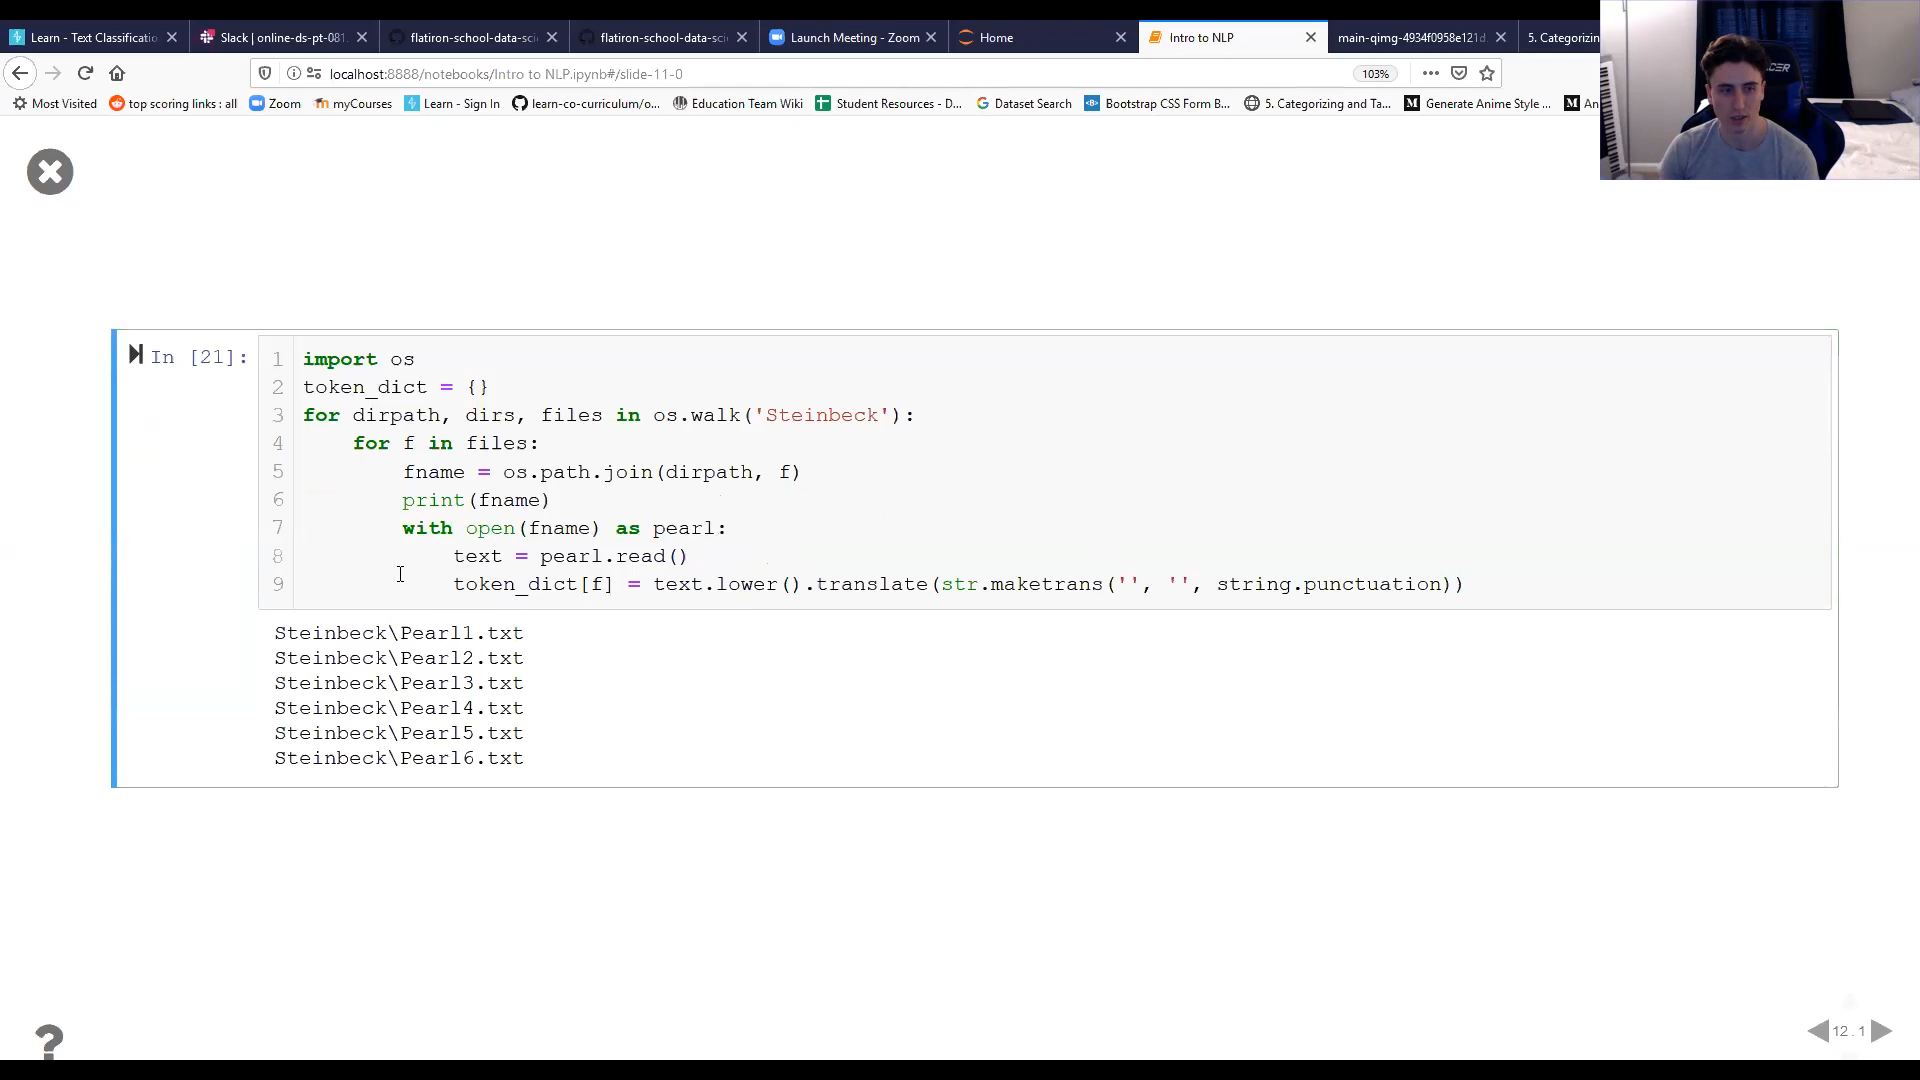 Learn - Text Classificatio
Slack | online-ds-pt-081
flatiron-school-data-sci
flatiron-school-data-sci
Launch Meeting - Zoom
Home
Intro to NLP
main-qimg-4934f0958e121d
5. Categorizin
localhost:8888/notebooks/Intro to NLP.ipynb#/slide-11-0
103%
Most Visited
top scoring links : all
Zoom
myCourses
Learn - Sign In
learn-co-curriculum/o...
Education Team Wiki
Student Resources - D...
Dataset Search
Bootstrap CSS Form B...
5. Categorizing and Ta...
Generate Anime Style ...
An
In [21]:
1 import os
2 token_dict = {}
3 for dirpath, dirs, files in os.walk('Steinbeck'):
4 for f in files:
5 fname = os.path.join(dirpath, f)
6 print(fname)
7 with open(fname) as pearl:
8 text = pearl.read()
9 token_dict[f] = text.lower().translate(str.maketrans('', '', string.punctuation))
Steinbeck\Pearl1.txt
Steinbeck\Pearl2.txt
Steinbeck\Pearl3.txt
Steinbeck\Pearl4.txt
Steinbeck\Pearl5.txt
Steinbeck\Pearl6.txt
?
12.1